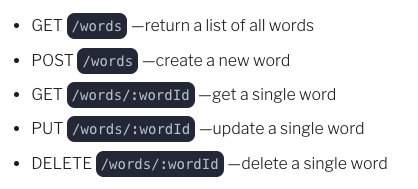 • GET /words —return a list of all words
• POST /words —create a new word
• GET /words/:wordId —get a single word
• PUT /words/:wordId —update a single word
• DELETE /words/:wordId —delete a single word